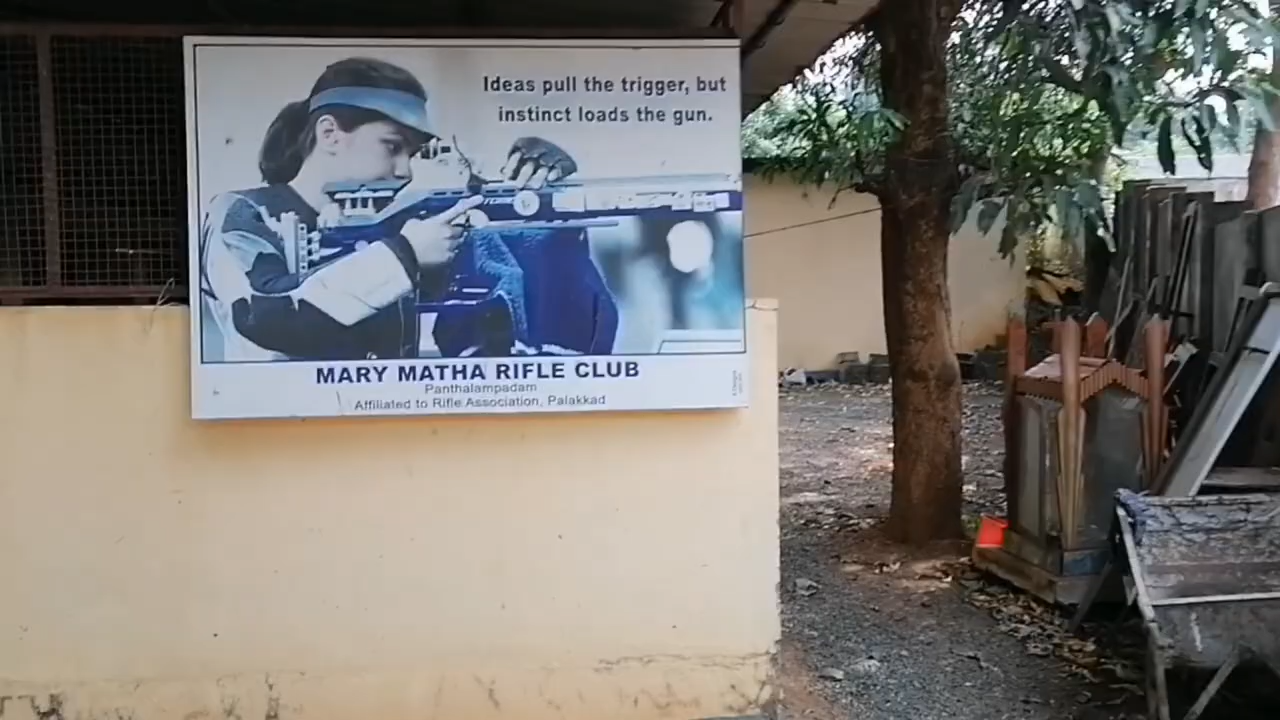 Ideas pull the trigger, but
instinct loads the gun.
MARY MATHA RIFLE CLUB
Panthalampadam
Affiliated to Rifle Association, Palakkad